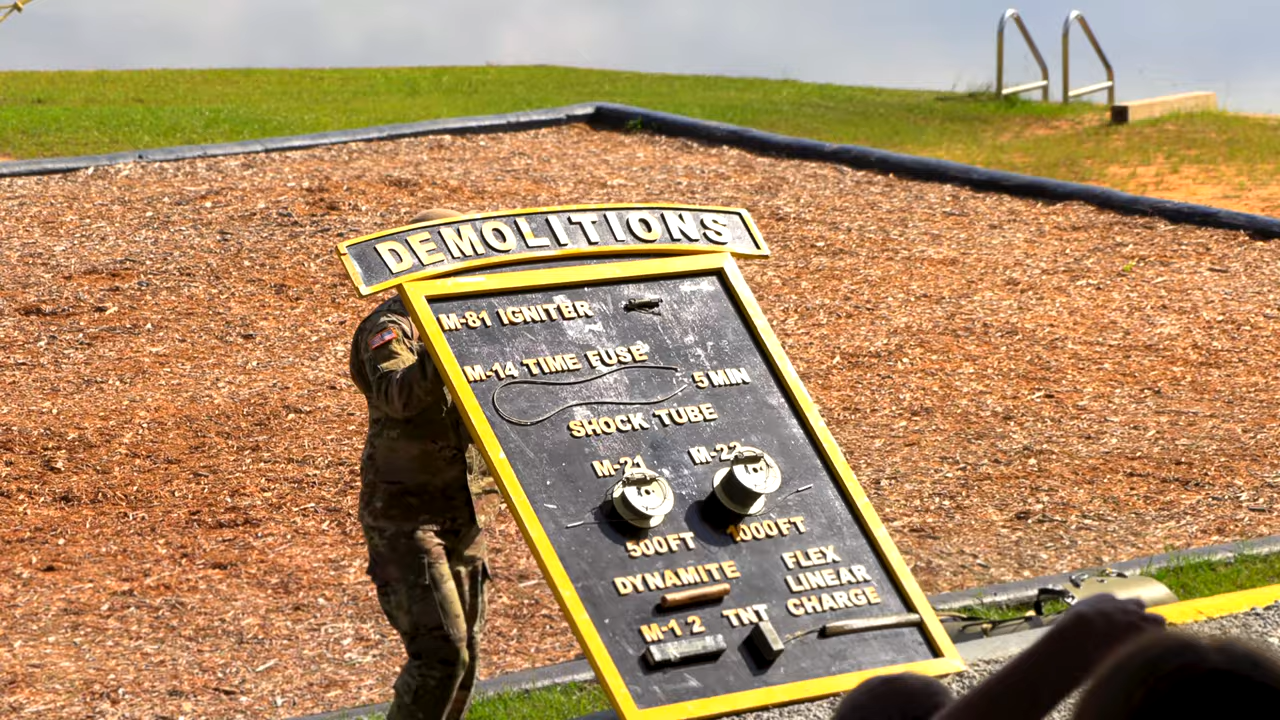 DEMOLITIONS
M-81 IGNITER
M-14 TIME FUSE
5 MIN
SHOCK TUBE
M-21 M-22
500FT 1000FT
DYNAMITE
FLEX
LINEAR
CHARGE
M-1 2 TNT